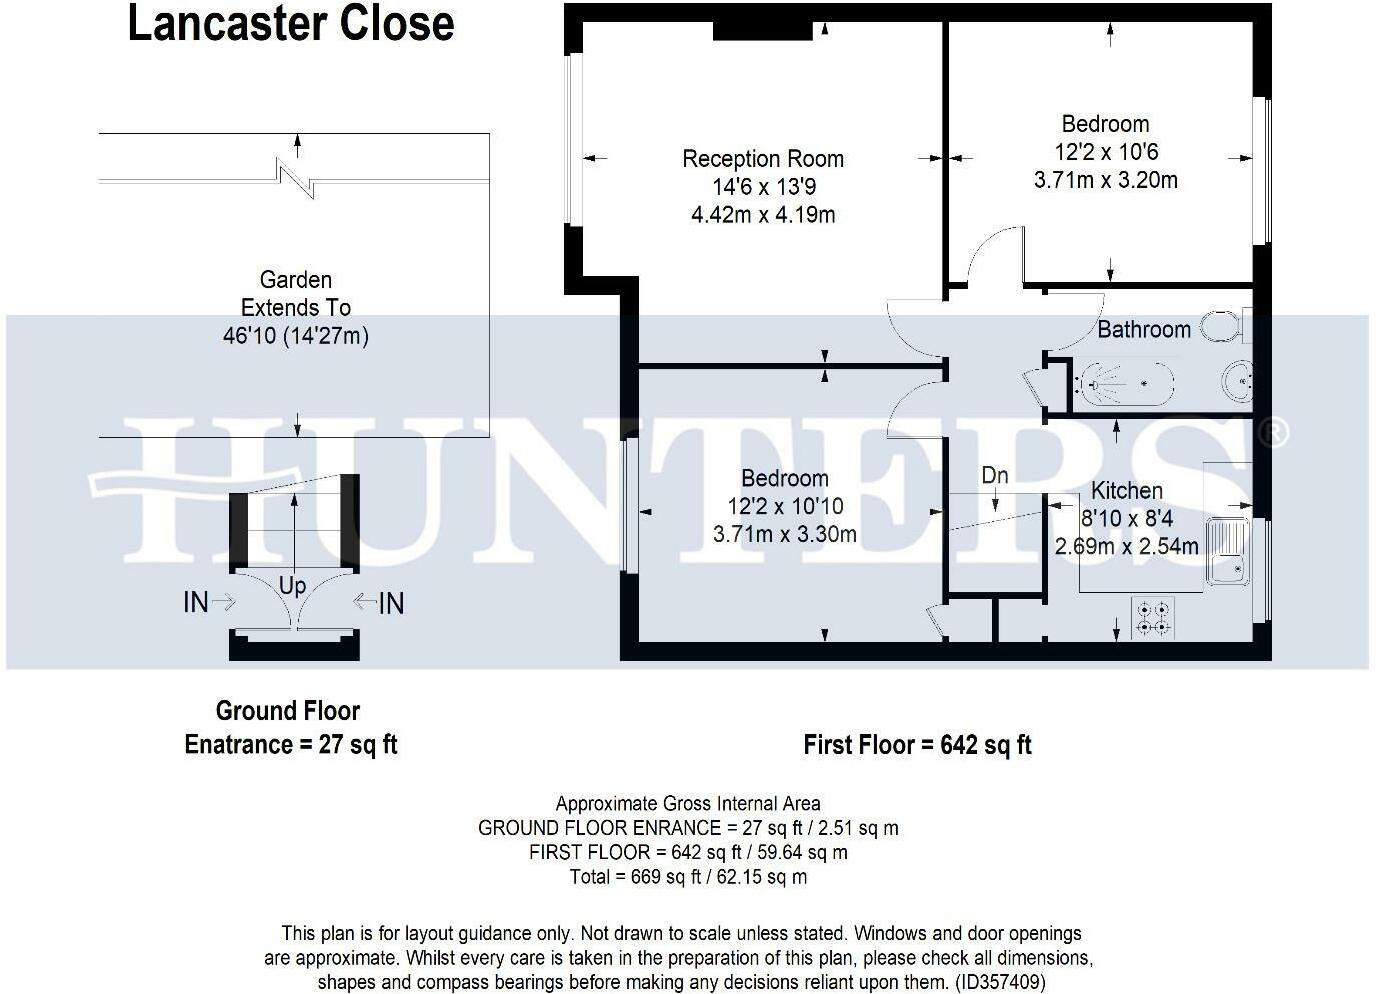 Lancaster Close
Reception Room
14'6 x 13'9
4.42m x 4.19m
Bedroom
12'2 x 10'6
3.71m x 3.20m
Garden
Extends To
46'10 (14'27m)
Bathroom
HUNTERS®
Bedroom
12'2 x 10'10
3.71m x 3.30m
Dn
Kitchen
8'10 x 8'4
2.69m x 2.54m
Up
IN
IN
Ground Floor
Enatrance = 27 sq ft
First Floor = 642 sq ft
Approximate Gross Internal Area
GROUND FLOOR ENRANCE = 27 sq ft / 2.51 sq m
FIRST FLOOR = 642 sq ft / 59.64 sq m
Total = 669 sq ft / 62.15 sq m
This plan is for layout guidance only. Not drawn to scale unless stated. Windows and door openings
are approximate. Whilst every care is taken in the preparation of this plan, please check all dimensions,
shapes and compass bearings before making any decisions reliant upon them. (ID357409)